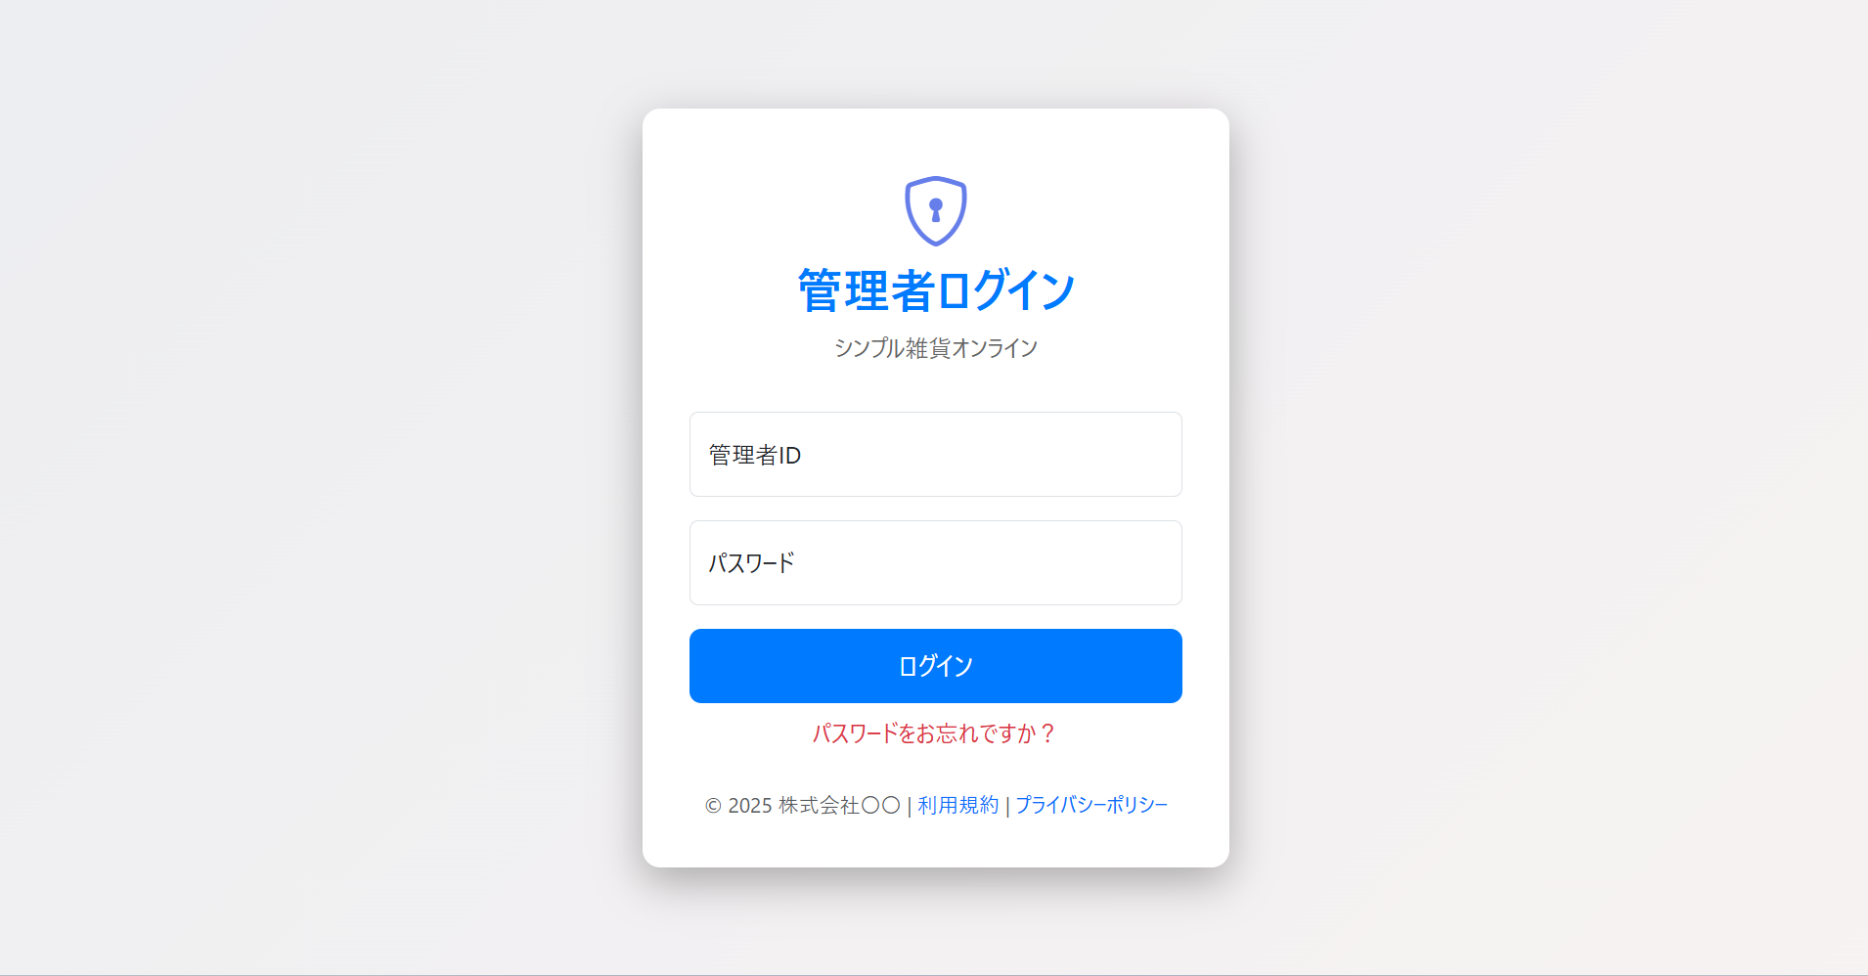 管理者ログイン
シンプル雑貨オンライン
管理者ID
パスワード
ログイン
パスワードをお忘れですか？
© 2025 株式会社〇〇 | 利用規約 | プライバシーポリシー